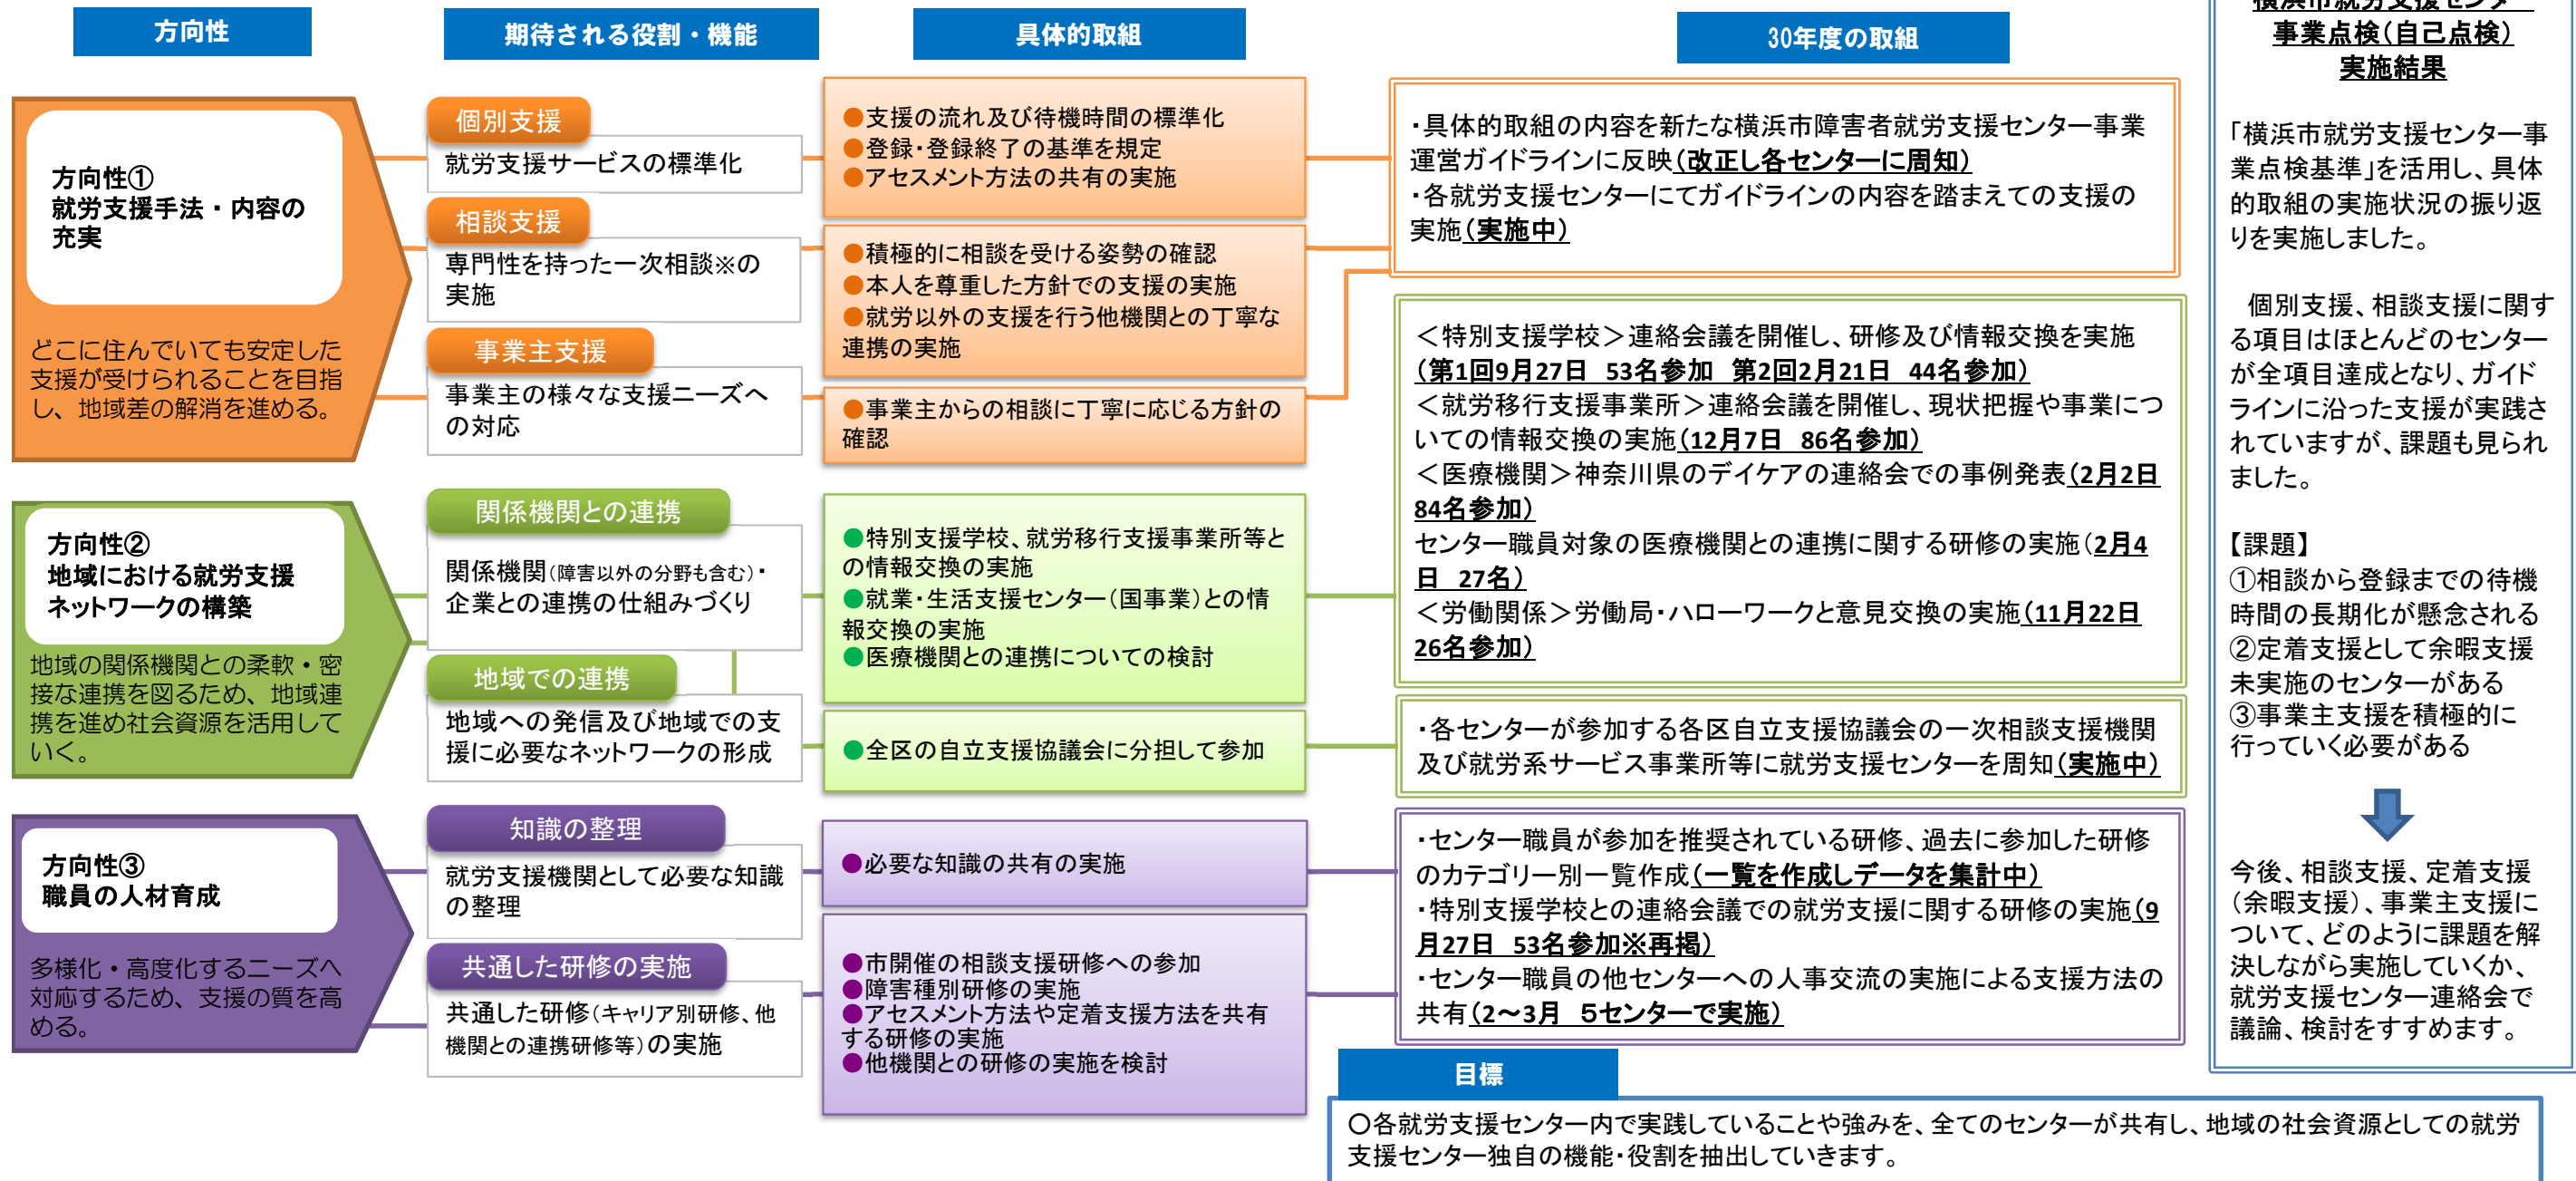 方向性
期待される役割・機能
具体的取組
30年度の取組
方向性①
就労支援手法・内容の
充実
どこに住んでいても安定した
支援が受けられることを目指
し、地域差の解消を進める。
個別支援
就労支援サービスの標準化
相談支援
専門性を持った一次相談※の
実施
事業主支援
事業主の様々な支援ニーズへ
の対応
●支援の流れ及び待機時間の標準化
●登録・登録終了の基準を規定
●アセスメント方法の共有の実施
●積極的に相談を受ける姿勢の確認
●本人を尊重した方針での支援の実施
●就労以外の支援を行う他機関との丁寧な
連携の実施
●事業主からの相談に丁寧に応じる方針の
確認
・具体的取組の内容を新たな横浜市障害者就労支援センター事業
運営ガイドラインに反映(改正し各センターに周知)
・各就労支援センターにてガイドラインの内容を踏まえての支援の
実施(実施中)
方向性②
地域における就労支援
ネットワークの構築
地域の関係機関との柔軟・密
接な連携を図るため、地域連
携を進め社会資源を活用して
いく。
関係機関との連携
関係機関(障害以外の分野も含む)・
企業との連携の仕組みづくり
地域での連携
地域への発信及び地域での支
援に必要なネットワークの形成
●特別支援学校、就労移行支援事業所等と
の情報交換の実施
●就業・生活支援センター(国事業)との情
報交換の実施
●医療機関との連携についての検討
●全区の自立支援協議会に分担して参加
<特別支援学校>連絡会議を開催し、研修及び情報交換を実施
(第1回9月27日 53名参加 第2回2月21日 44名参加)
<就労移行支援事業所>連絡会議を開催し、現状把握や事業につ
いての情報交換の実施(12月7日 86名参加)
<医療機関>神奈川県のデイケアの連絡会での事例発表(2月2日
84名参加)
センター職員対象の医療機関との連携に関する研修の実施(2月4
日 27名)
<労働関係>労働局・ハローワークと意見交換の実施(11月22日
26名参加)
・各センターが参加する各区自立支援協議会の一次相談支援機関
及び就労系サービス事業所等に就労支援センターを周知(実施中)
方向性③
職員の人材育成
多様化・高度化するニーズへ
対応するため、支援の質を高
める。
知識の整理
就労支援機関として必要な知識
の整理
共通した研修の実施
共通した研修(キャリア別研修、他
機関との連携研修等)の実施
●必要な知識の共有の実施
●市開催の相談支援研修への参加
●障害種別研修の実施
●アセスメント方法や定着支援方法を共有
する研修の実施
●他機関との研修の実施を検討
・センター職員が参加を推奨されている研修、過去に参加した研修
のカテゴリー別一覧作成(一覧を作成しデータを集計中)
・特別支援学校との連絡会議での就労支援に関する研修の実施(9
月27日 53名参加※再掲)
・センター職員の他センターへの人事交流の実施による支援方法の
共有(2～3月 5センターで実施)
横浜市就労支援センター
事業点検(自己点検)
実施結果
「横浜市就労支援センター事
業点検基準」を活用し、具体
的取組の実施状況の振り返
りを実施しました。
個別支援、相談支援に関す
る項目はほとんどのセンター
が全項目達成となり、ガイド
ラインに沿った支援が実践さ
れていますが、課題も見られ
ました。
【課題】
①相談から登録までの待機
時間の長期化が懸念される
②定着支援として余暇支援
未実施のセンターがある
③事業主支援を積極的に
行っていく必要がある
今後、相談支援、定着支援
(余暇支援)、事業主支援に
ついて、どのように課題を解
決しながら実施していくか、
就労支援センター連絡会で
議論、検討をすすめます。
目標
○各就労支援センター内で実践していることや強みを、全てのセンターが共有し、地域の社会資源としての就労
支援センター独自の機能・役割を抽出していきます。